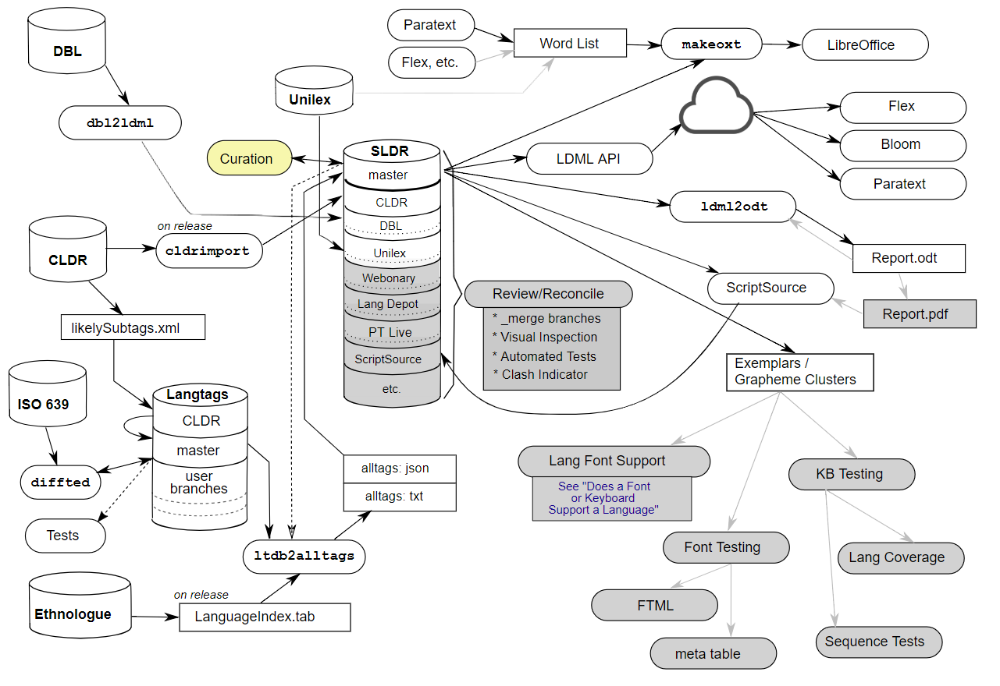 DBL
dbl2ldml
Paratext
Flex, etc.
Word List
makeoxt
LibreOffice
Unilex
Curation
SLDR
master
CLDR
DBL
Unilex
Webonary
Lang Depot
PT Live
ScriptSource
etc.
LDML API
Flex
Bloom
Paratext
ldml2odt
Report.odt
Report.pdf
ScriptSource
Review/Reconcile
* _merge branches
* Visual Inspection
* Automated Tests
* Clash Indicator
CLDR
on release
cldrimport
likelySubtags.xml
ISO 639
Langtags
CLDR
master
user
branches
diffted
Tests
alltags: json
alltags: txt
ltdb2alltags
Ethnologue
on release
LanguageIndex.tab
Exemplars /
Grapheme Clusters
Lang Font Support
See "Does a Font
or Keyboard
Support a Language"
KB Testing
Font Testing
Lang Coverage
FTML
meta table
Sequence Tests